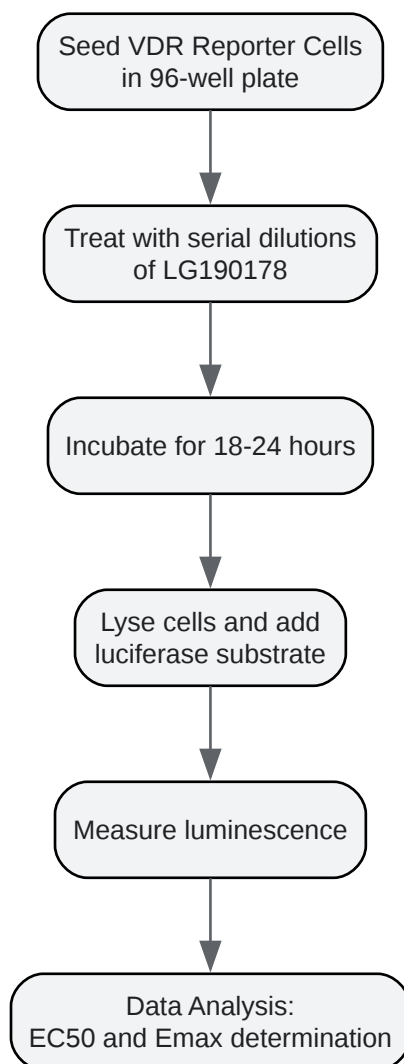 Seed VDR Reporter Cells
in 96-well plate
Treat with serial dilutions
of LG190178
Incubate for 18-24 hours
Lyse cells and add
luciferase substrate
Measure luminescence
Data Analysis:
EC50 and Emax determination